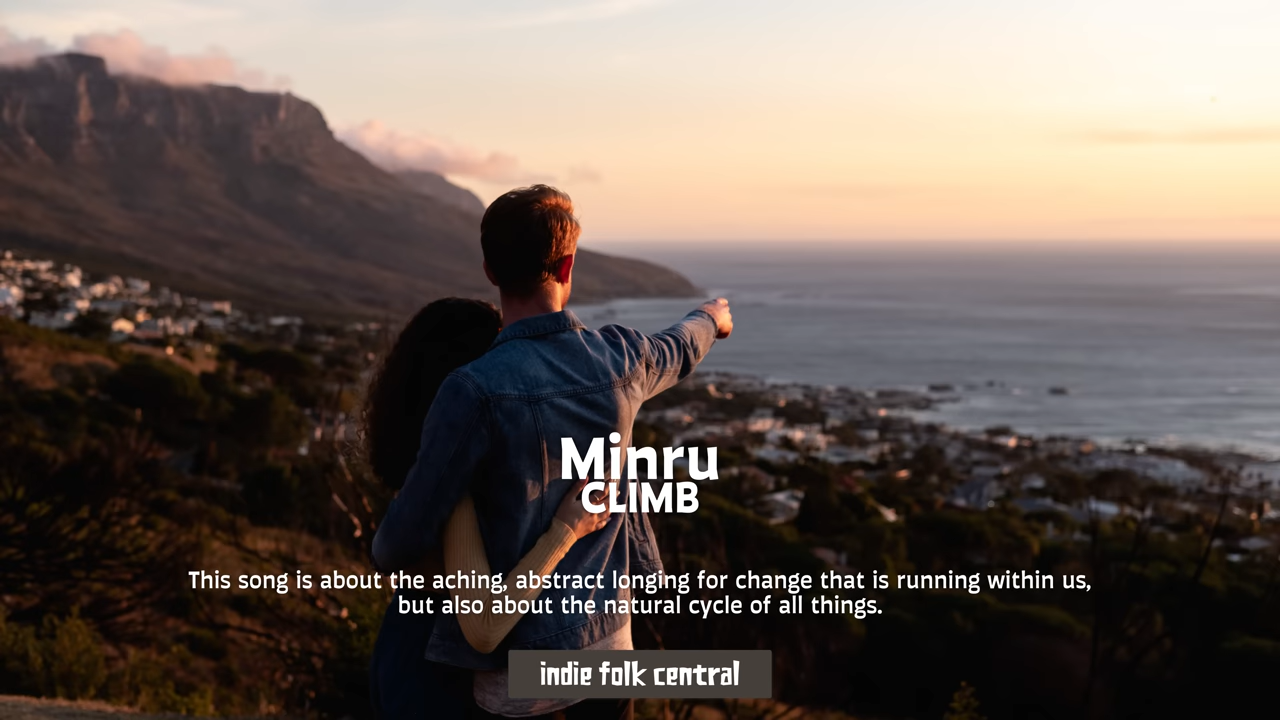 Minru
CLIMB
This song is about the aching, abstract longing for change that is running within us,
but also about the natural cycle of all things.
indie folk central